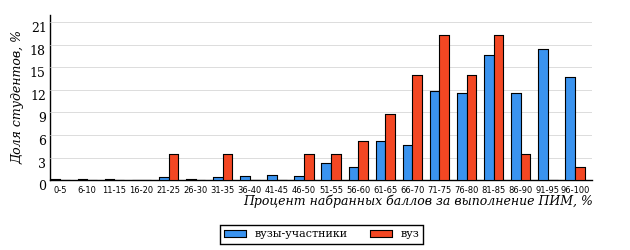 Доля студентов, %
21
18
15
12
9
6
3
0
0-5 6-10 11-15 16-20 21-25 26-30 31-35 36-40 41-45 46-50 51-55 56-60 61-65 66-70 71-75 76-80 81-85 86-90 91-95 96-100
Процент набранных баллов за выполнение ПИМ, %
вузы-участники вуз